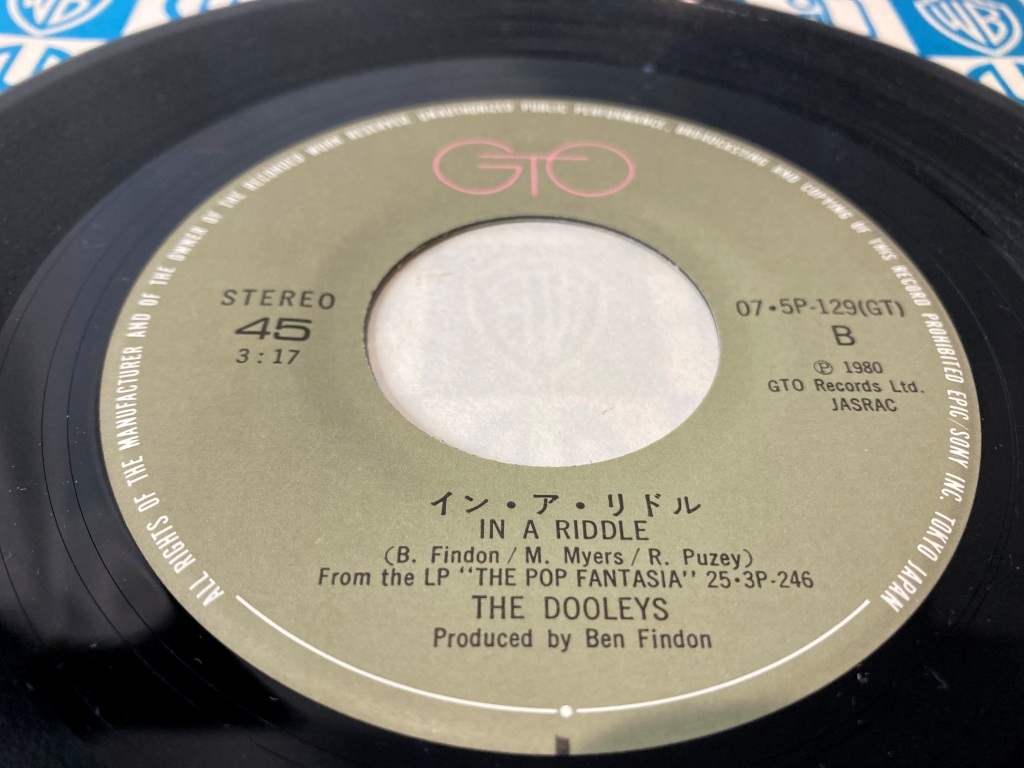 GTO
STEREO
45
3:17
07・5P-129(GT)
B
Ⓟ 1980
GTO Records Ltd.
JASRAC
イン・ア・リドル
IN A RIDDLE
(B. Findon / M. Myers / R. Puzey)
From the LP "THE POP FANTASIA" 25・3P-246
THE DOOLEYS
Produced by Ben Findon
ALL RIGHTS OF THE MANUFACTURER AND OF THE OWNER OF THE RECORDED WORK RESERVED. UNAUTHORIZED PUBLIC PERFORMANCE, BROADCASTING AND COPYING OF THIS RECORD PROHIBITED EPIC/SONY INC. TOKYO JAPAN
WB
WB